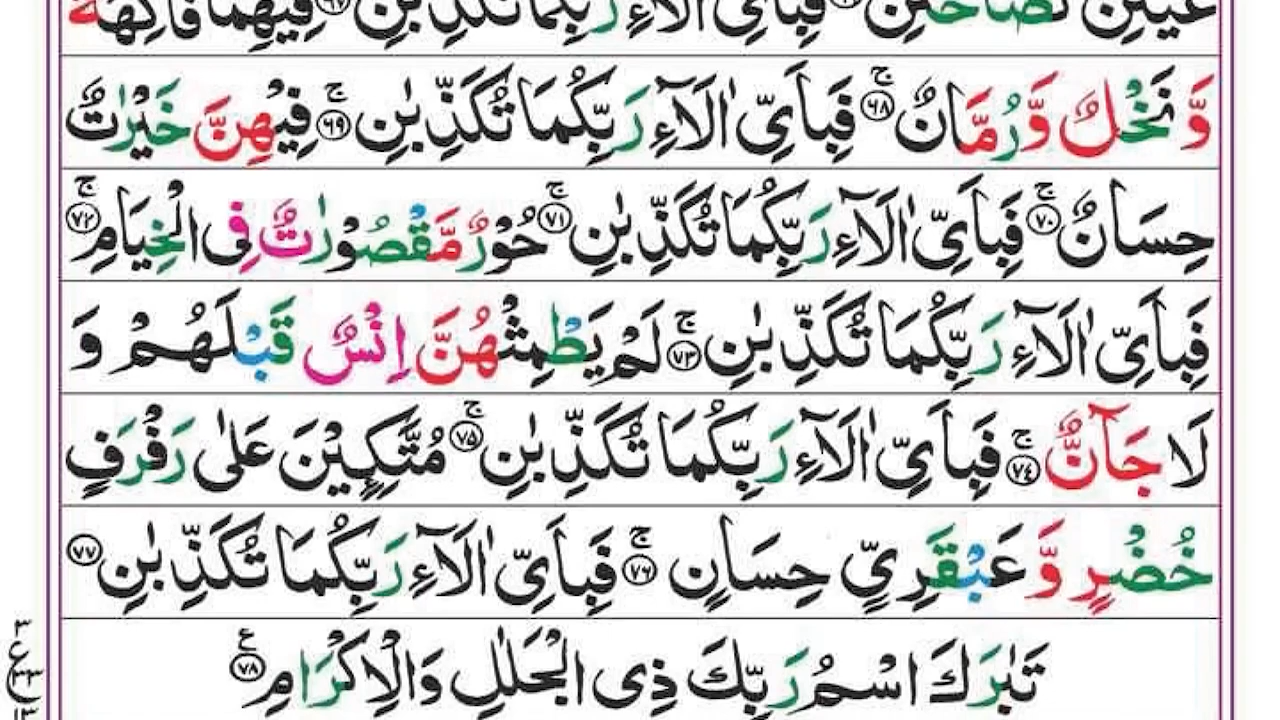 عَيْنٰنِ نَضَّاخَتٰنِ ۚ فَبِاَىِّ اٰلَآءِ رَبِّكُمَا تُكَذِّبٰنِ ﴿٦٧﴾ فِيْهِمَا فَاكِهَةٌ
وَّ نَخْلٌ وَّرُمَّانٌ ۚ﴿٦٨﴾ فَبِاَىِّ اٰلَآءِ رَبِّكُمَا تُكَذِّبٰنِ ۚ﴿٦٩﴾ فِيْهِنَّ خَيْرٰتٌ
حِسَانٌ ۚ﴿٧٠﴾ فَبِاَىِّ اٰلَآءِ رَبِّكُمَا تُكَذِّبٰنِ ۚ﴿٧١﴾ حُوْرٌ مَّقْصُوْرٰتٌ فِى الْخِيَامِ ۚ﴿٧٢﴾
فَبِاَىِّ اٰلَآءِ رَبِّكُمَا تُكَذِّبٰنِ ۚ﴿٧٣﴾ لَمْ يَطْمِثْهُنَّ اِنْسٌ قَبْلَهُمْ وَ
لَا جَآنٌّ ۚ﴿٧٤﴾ فَبِاَىِّ اٰلَآءِ رَبِّكُمَا تُكَذِّبٰنِ ۚ﴿٧٥﴾ مُتَّكِـِٕيْنَ عَلٰى رَفْرَفٍ
خُضْرٍ وَّ عَبْقَرِىٍّ حِسَانٍ ۚ﴿٧٦﴾ فَبِاَىِّ اٰلَآءِ رَبِّكُمَا تُكَذِّبٰنِ ﴿٧٧﴾
تَبٰرَكَ اسْمُ رَبِّكَ ذِى الْجَلٰلِ وَالْاِكْرَامِ ﴿٧٨﴾ ع